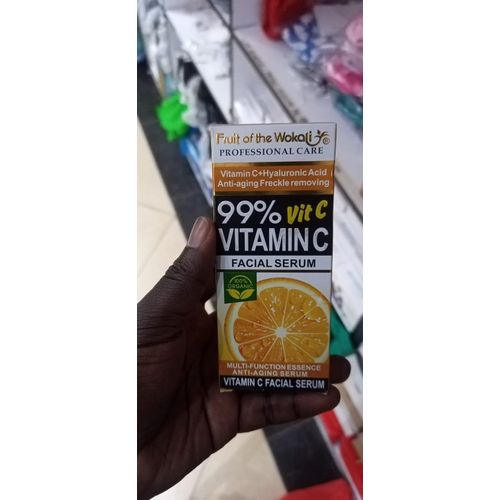 Fruit of the Wokali ®
PROFESSIONAL CARE
Vitamin C+Hyaluronic Acid
Anti-aging Freckle removing
99% Vit C
VITAMIN C
FACIAL SERUM
100%
ORGANIC
MULTI-FUNCTION ESSENCE
ANTI-AGING SERUM
VITAMIN C FACIAL SERUM